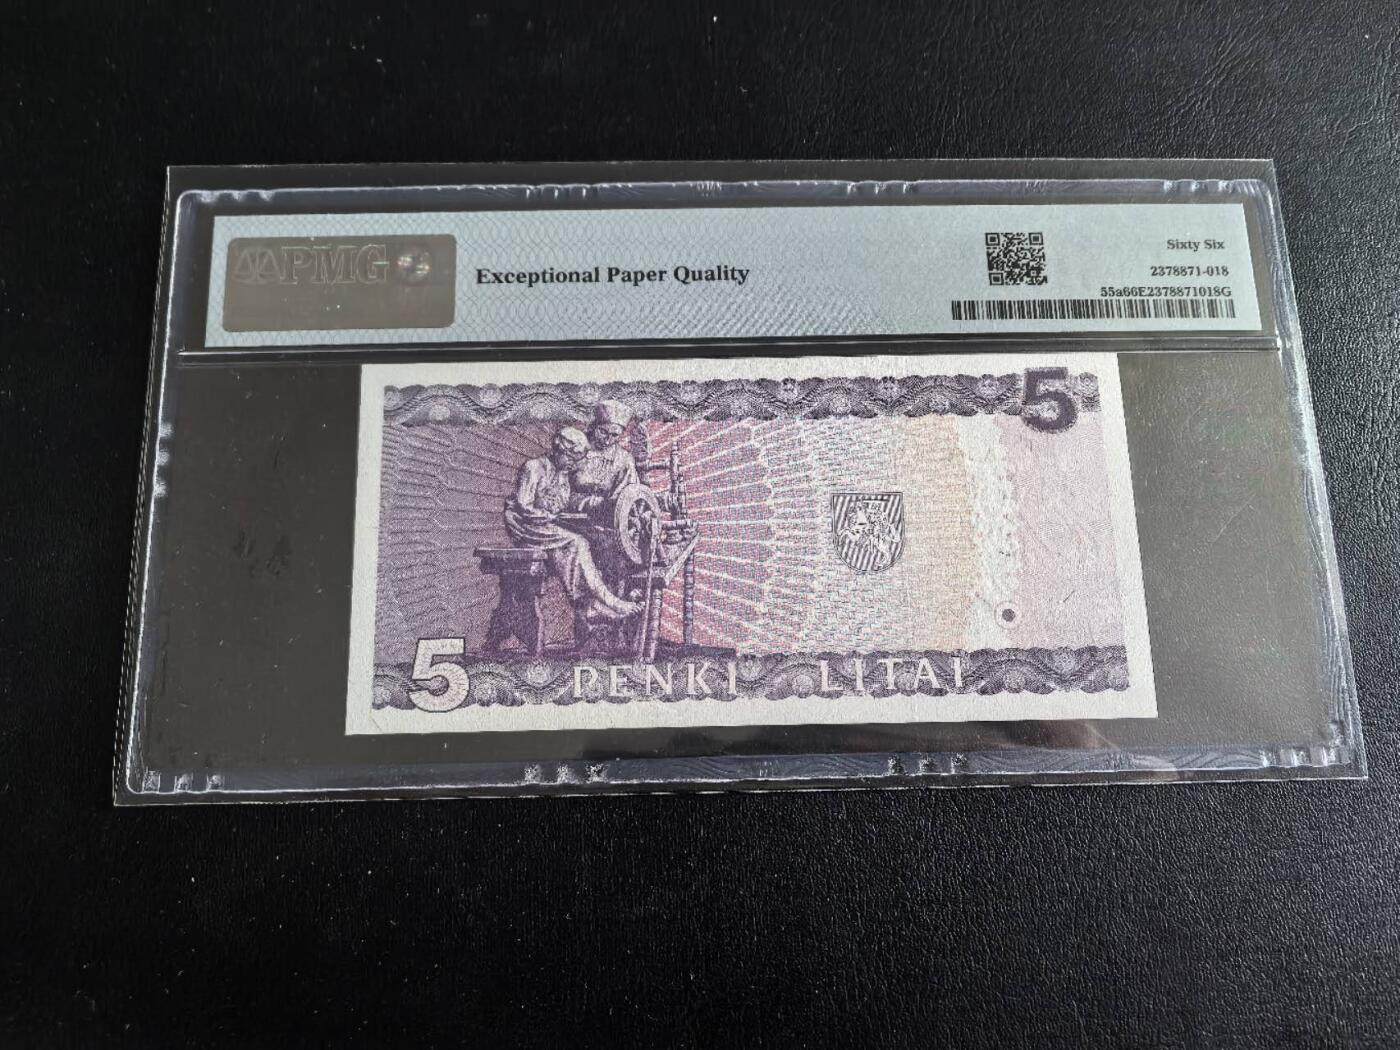 PMG
Exceptional Paper Quality
Sixty Six
2378871-018
55a66E2378871018G
5
5
PENKI LITAI